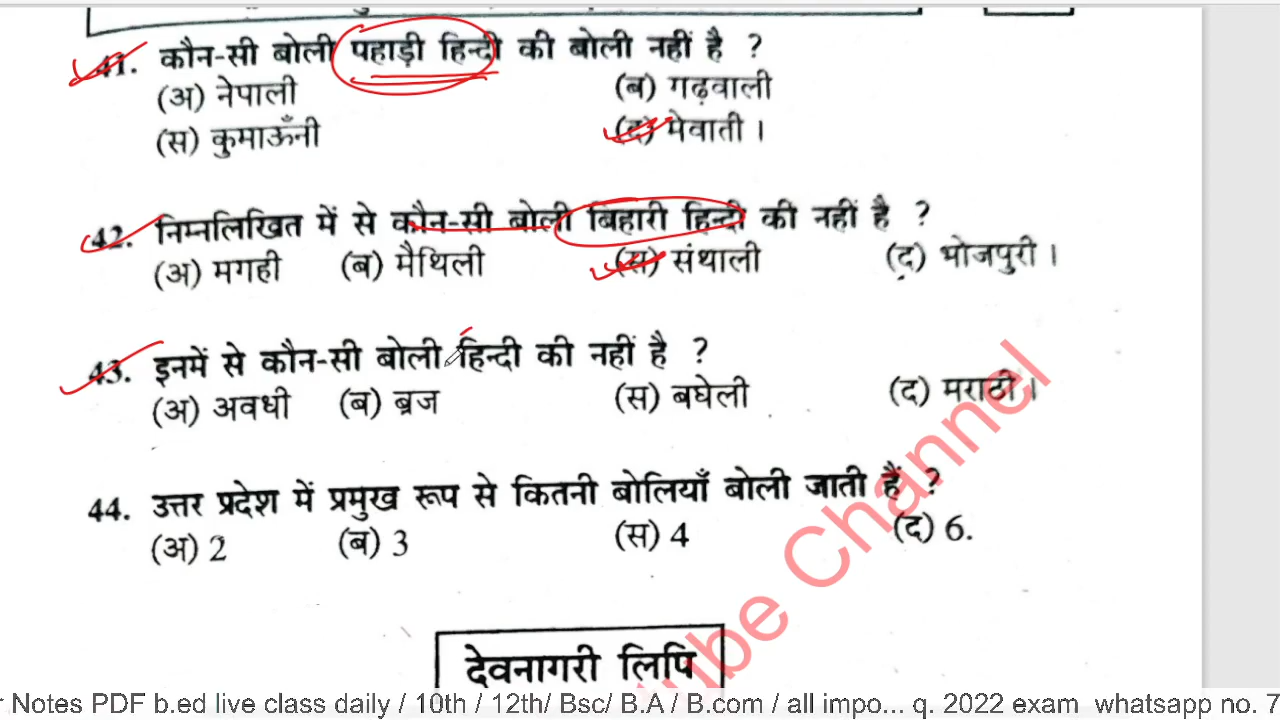 41. कौन-सी बोली पहाड़ी हिन्दी की बोली नहीं है ?
(अ) नेपाली (ब) गढ़वाली
(स) कुमाऊँनी (द) मेवाती ।
42. निम्नलिखित में से कौन-सी बोली बिहारी हिन्दी की नहीं है ?
(अ) मगही (ब) मैथिली (स) संथाली (द) भोजपुरी ।
43. इनमें से कौन-सी बोली हिन्दी की नहीं है ?
(अ) अवधी (ब) ब्रज (स) बघेली (द) मराठी ।
44. उत्तर प्रदेश में प्रमुख रूप से कितनी बोलियाँ बोली जाती हैं ?
(अ) 2 (ब) 3 (स) 4 (द) 6.
देवनागरी लिपि
Channel
Notes PDF b.ed live class daily / 10th / 12th/ Bsc/ B.A / B.com / all impo... q. 2022 exam whatsapp no. 7